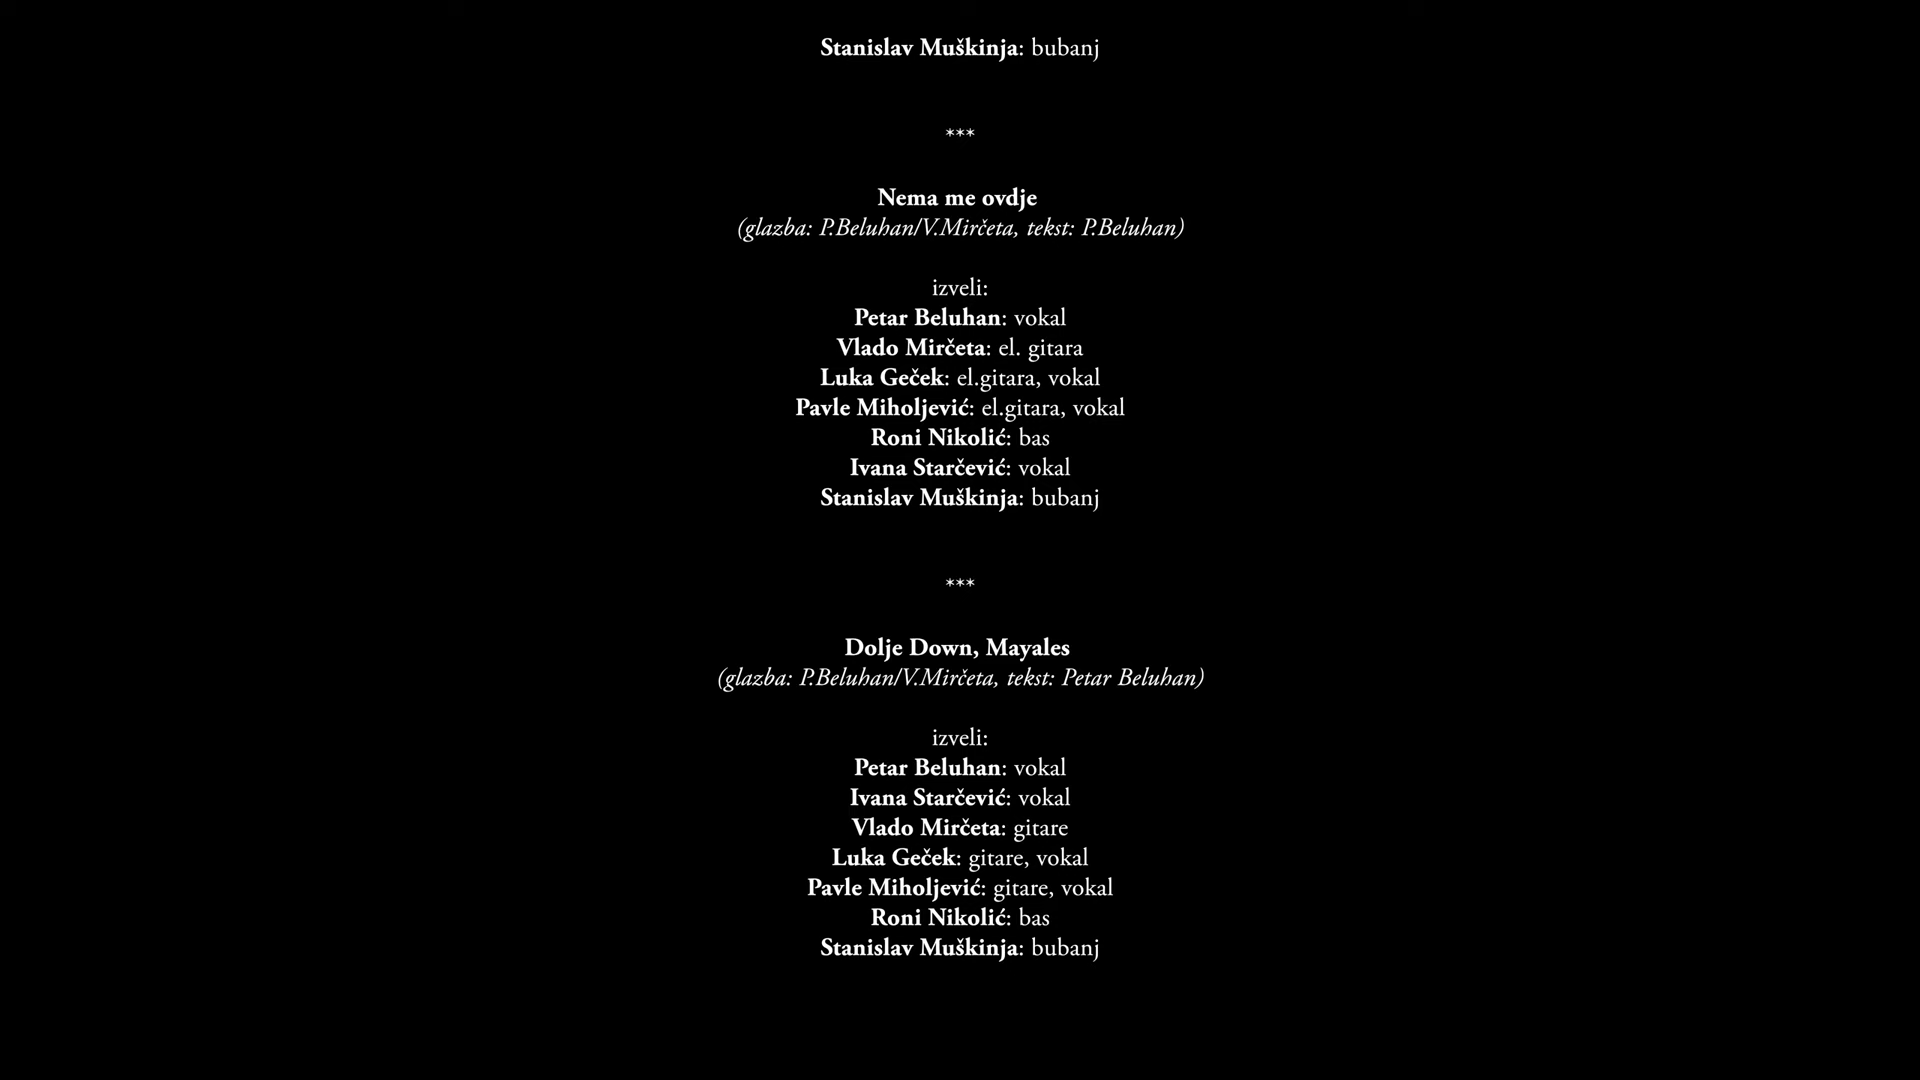 Stanislav Muškinja: bubanj
***
Nema me ovdje
(glazba: P.Beluhan/V.Mirčeta, tekst: P.Beluhan)
izveli:
Petar Beluhan: vokal
Vlado Mirčeta: el. gitara
Luka Geček: el.gitara, vokal
Pavle Miholjević: el.gitara, vokal
Roni Nikolić: bas
Ivana Starčević: vokal
Stanislav Muškinja: bubanj
***
Dolje Down, Mayales
(glazba: P.Beluhan/V.Mirčeta, tekst: Petar Beluhan)
izveli:
Petar Beluhan: vokal
Ivana Starčević: vokal
Vlado Mirčeta: gitare
Luka Geček: gitare, vokal
Pavle Miholjević: gitare, vokal
Roni Nikolić: bas
Stanislav Muškinja: bubanj